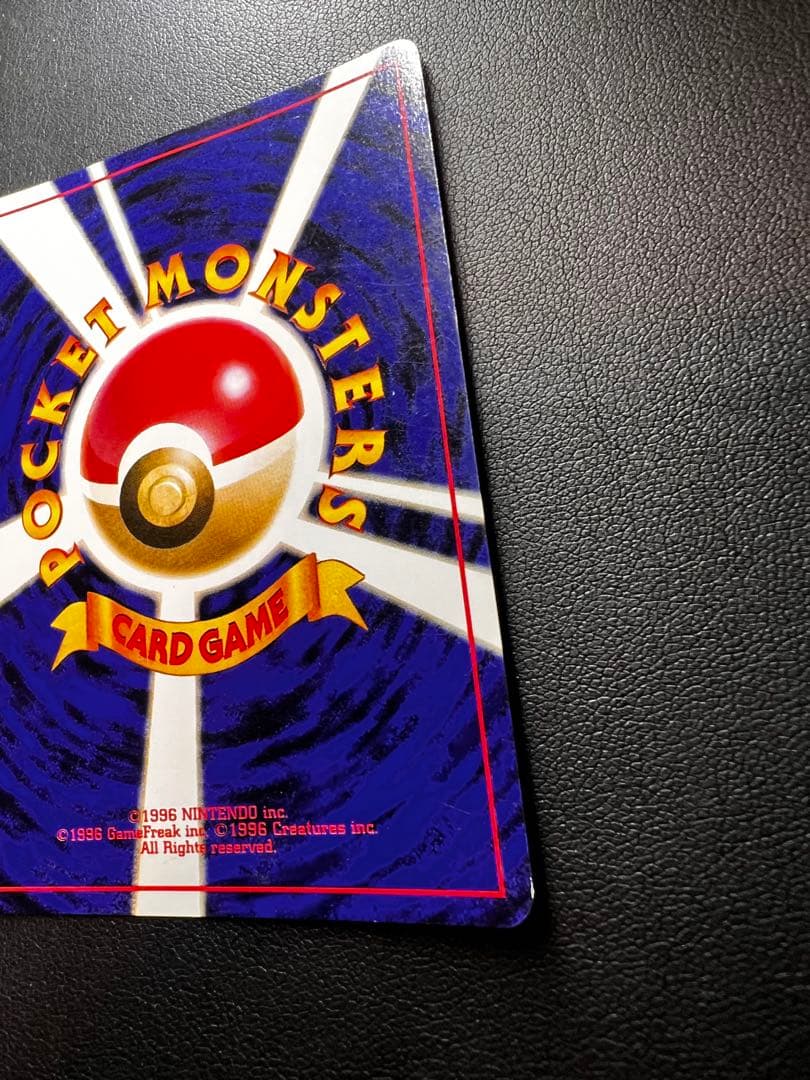 POCKET MONSTERS
CARD GAME
©1996 NINTENDO inc.
©1996 GameFreak inc. ©1996 Creatures inc.
All Rights reserved.